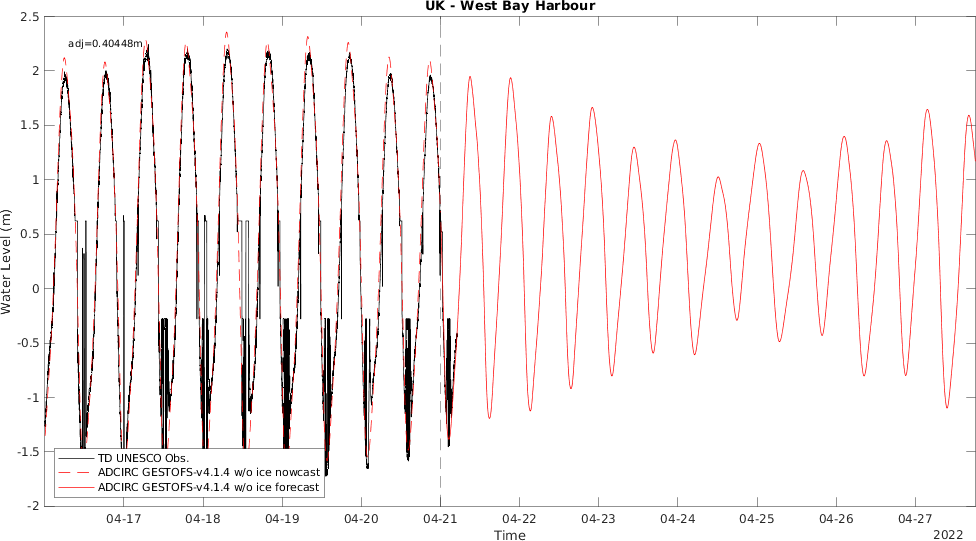 UK - West Bay Harbour
adj=0.40448m
2.5
2
1.5
1
0.5
0
-0.5
-1
-1.5
-2
Water Level (m)
TD UNESCO Obs.
ADCIRC GESTOFS-v4.1.4 w/o ice nowcast
ADCIRC GESTOFS-v4.1.4 w/o ice forecast
04-17 04-18 04-19 04-20 04-21 04-22 04-23 04-24 04-25 04-26 04-27
Time
2022